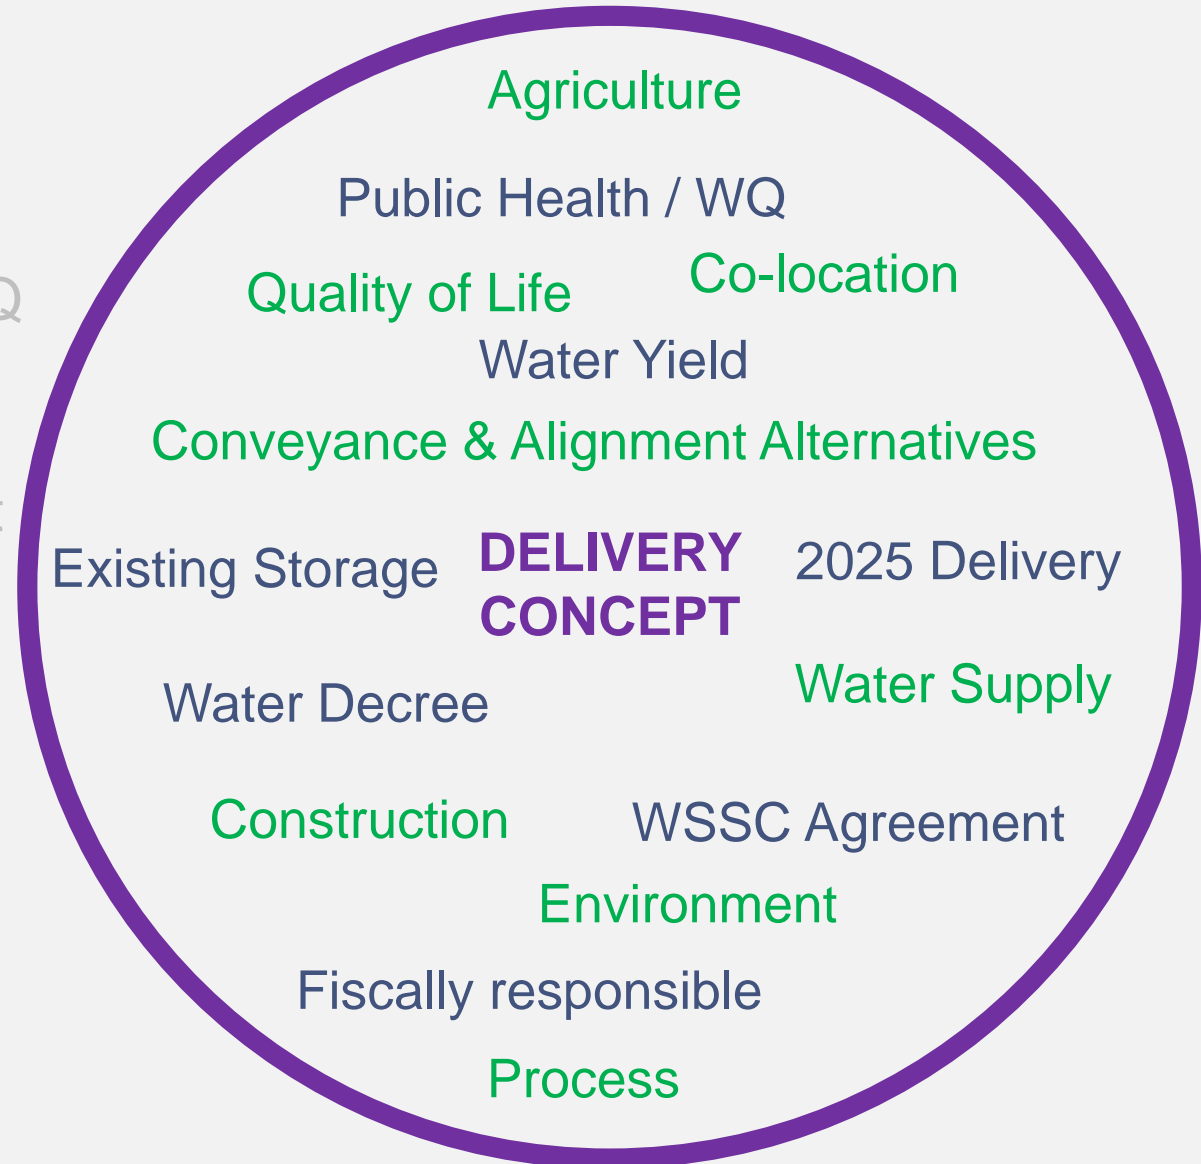 Agriculture
Public Health / WQ
Co-location
Quality of Life
Q
Water Yield
Conveyance & Alignment Alternatives
DELIVERY
Existing Storage
2025 Delivery
CONCEPT
Water Supply
Water Decree
Construction
WSSC Agreement
Environment
Fiscally responsible
Process